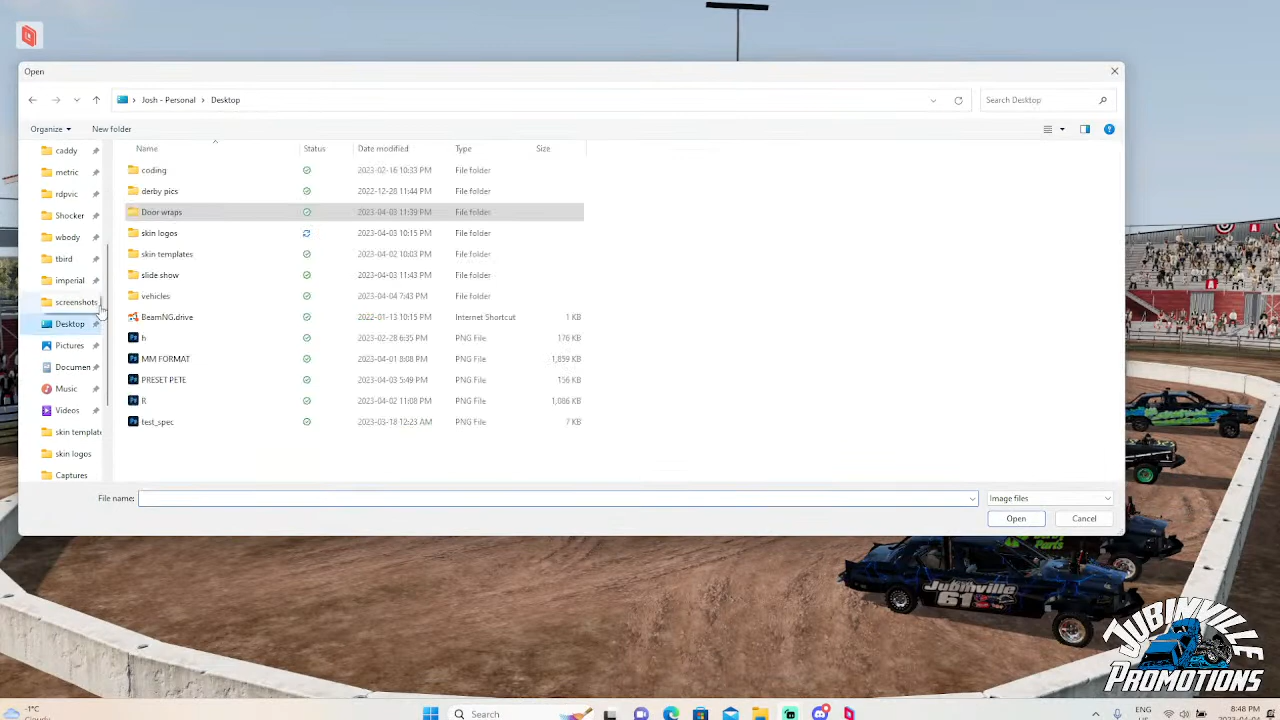 Open
Josh - Personal > Desktop
Search Desktop
Organize
New folder
Name Status Date modified Type Size
caddy
metric
rdpvic
Shocker
wbody
tbird
imperial
screenshots
Desktop
Pictures
Documen
Music
Videos
skin template
skin logos
Captures
coding 2023-02-16 10:33 PM File folder
derby pics 2022-12-28 11:44 PM File folder
Door wraps 2023-04-03 11:39 PM File folder
skin logos 2023-04-03 10:15 PM File folder
skin templates 2023-04-02 10:03 PM File folder
slide show 2023-04-03 11:43 PM File folder
vehicles 2023-04-04 7:43 PM File folder
BeamNG.drive 2022-01-13 10:15 PM Internet Shortcut 1 KB
h 2023-02-28 6:35 PM PNG File 176 KB
MM FORMAT 2023-04-01 8:08 PM PNG File 1,859 KB
PRESET PETE 2023-04-03 5:49 PM PNG File 156 KB
R 2023-04-02 11:08 PM PNG File 1,086 KB
test_spec 2023-03-18 12:23 AM PNG File 7 KB
File name:
Image files
Open
Cancel
Parts
Jubinville
61
JUBINVILLE
PROMOTIONS
-1°C
Cloudy
Search
ENG
8:48 PM
2023-04-04